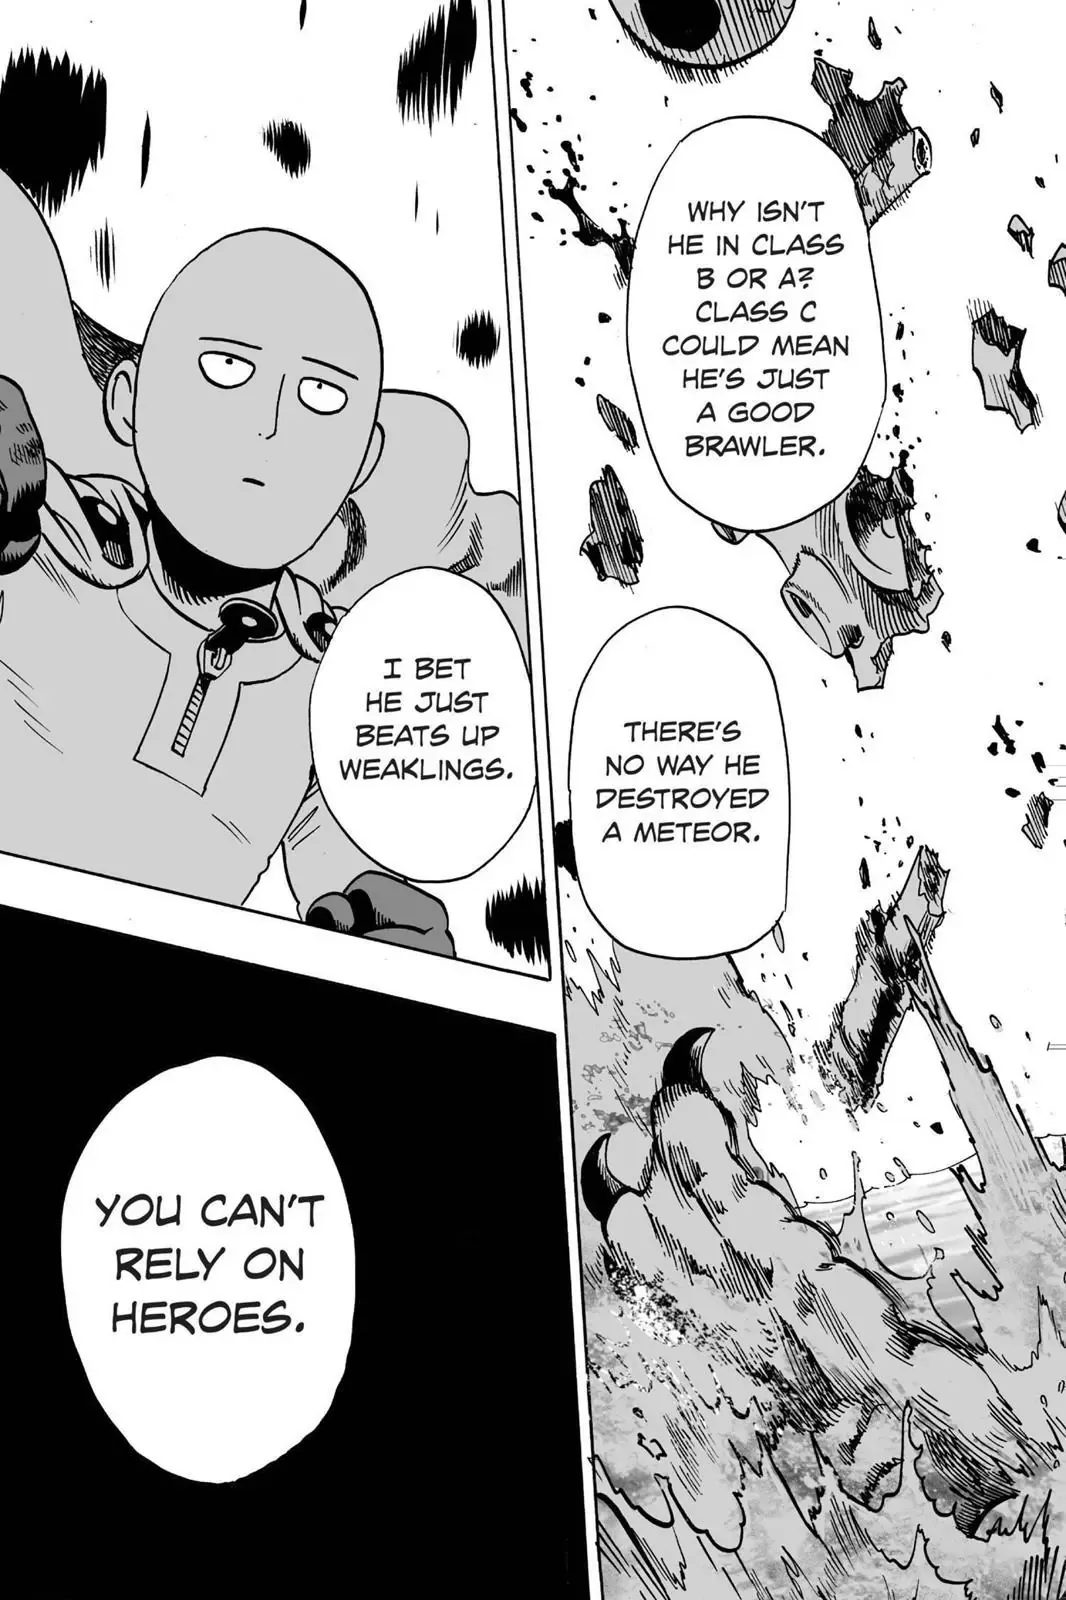 WHY ISN'T
HE IN CLASS
B OR A?
CLASS C
COULD MEAN
HE'S JUST
A GOOD
BRAWLER.
THERE'S
NO WAY HE
DESTROYED
A METEOR.
I BET
HE JUST
BEATS UP
WEAKLINGS.
YOU CAN'T
RELY ON
HEROES.